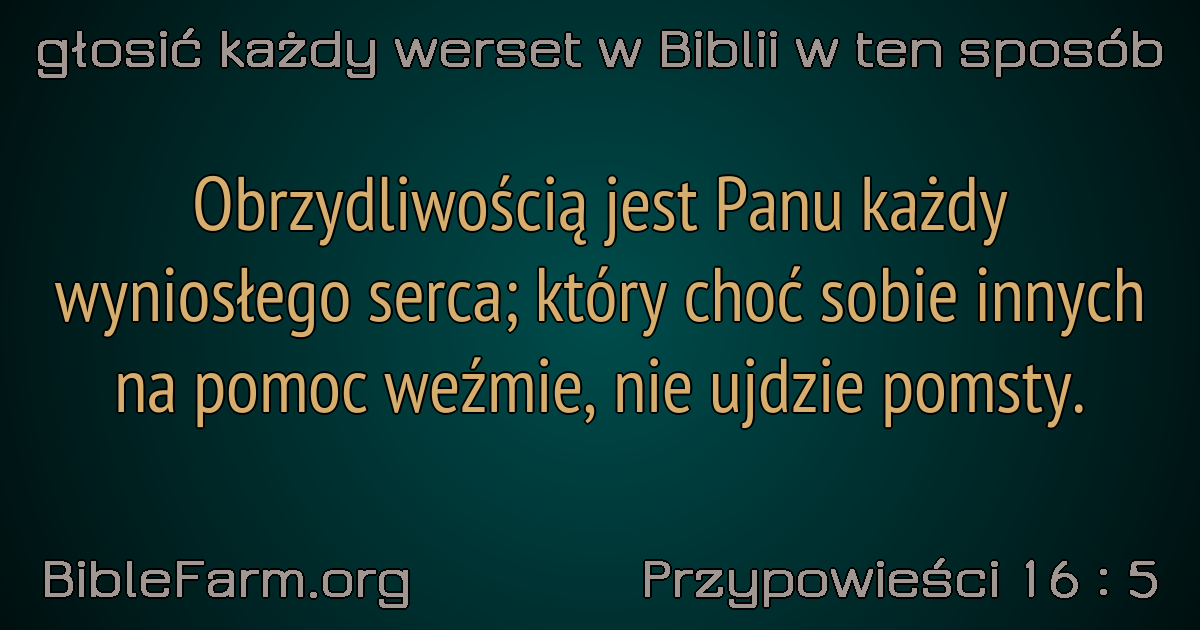 głosić każdy werset w Biblii w ten sposób
Obrzydliwością jest Panu każdy
wyniosłego serca; który choć sobie innych
na pomoc weźmie, nie ujdzie pomsty.
BibleFarm.org
Przypowieści 16 : 5